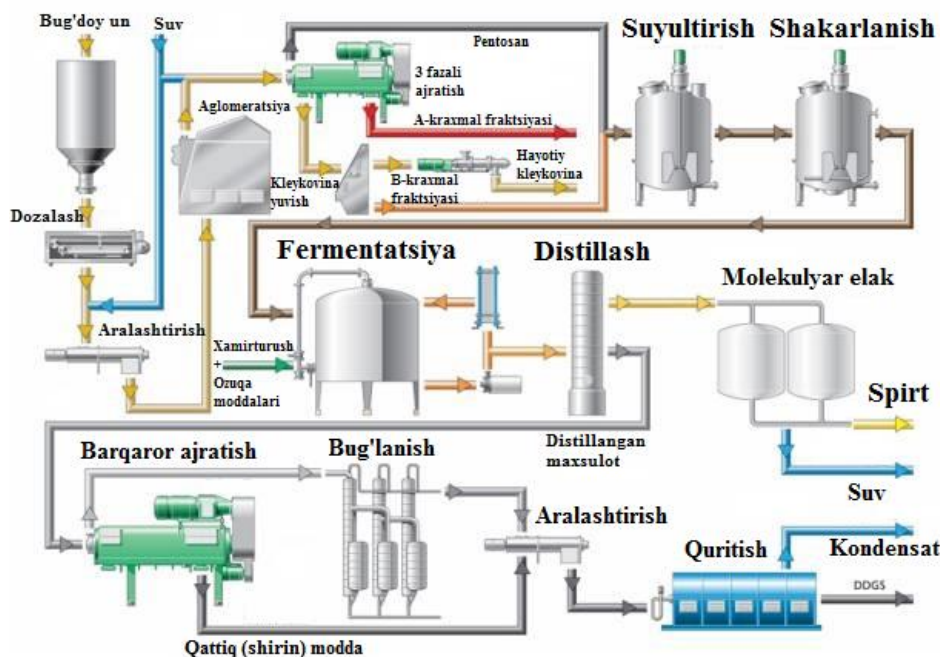 Bug'doy un
Suv
Pentosan
Suyultirish
Shakarlanish
3 fazali
ajratish
Aglomeratsiya
A-kraxmal fraktsiyasi
Kleykovina
yuvish
Hayotiy
kleykovina
B-kraxmal
fraktsiyasi
Dozalash
Fermentatsiya
Distillash
Molekulyar elak
Aralashtirish
Xamirturush
+
Ozuqa
moddalari
Spirt
Distillangan
maxsulot
Suv
Barqaror ajratish
Bug'lanish
Aralashtirish
Quritish
Kondensat
DDGS
Qattiq (shirin) modda